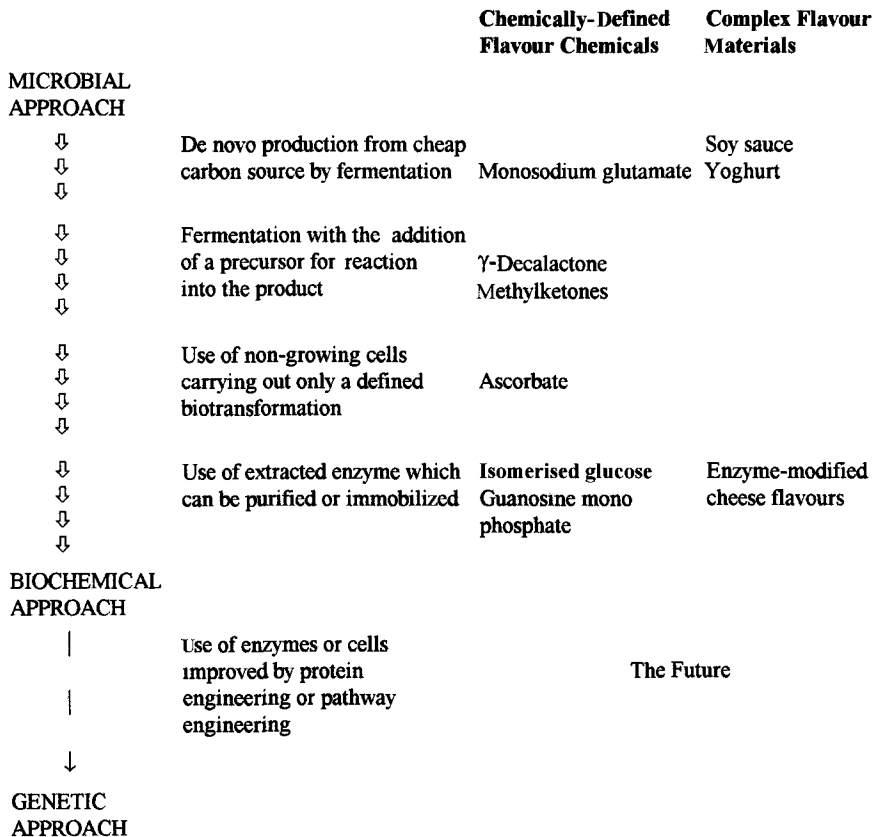 Chemically-Defined Complex Flavour
Flavour Chemicals Materials
MICROBIAL
APPROACH
De novo production from cheap Soy sauce
carbon source by fermentation Monosodium glutamate Yoghurt
Fermentation with the addition
of a precursor for reaction γ-Decalactone
into the product Methylketones
Use of non-growing cells
carrying out only a defined Ascorbate
biotransformation
Use of extracted enzyme which Isomerised glucose Enzyme-modified
can be purified or immobilized Guanosine mono cheese flavours
phosphate
BIOCHEMICAL
APPROACH
Use of enzymes or cells
improved by protein The Future
engineering or pathway
engineering
GENETIC
APPROACH